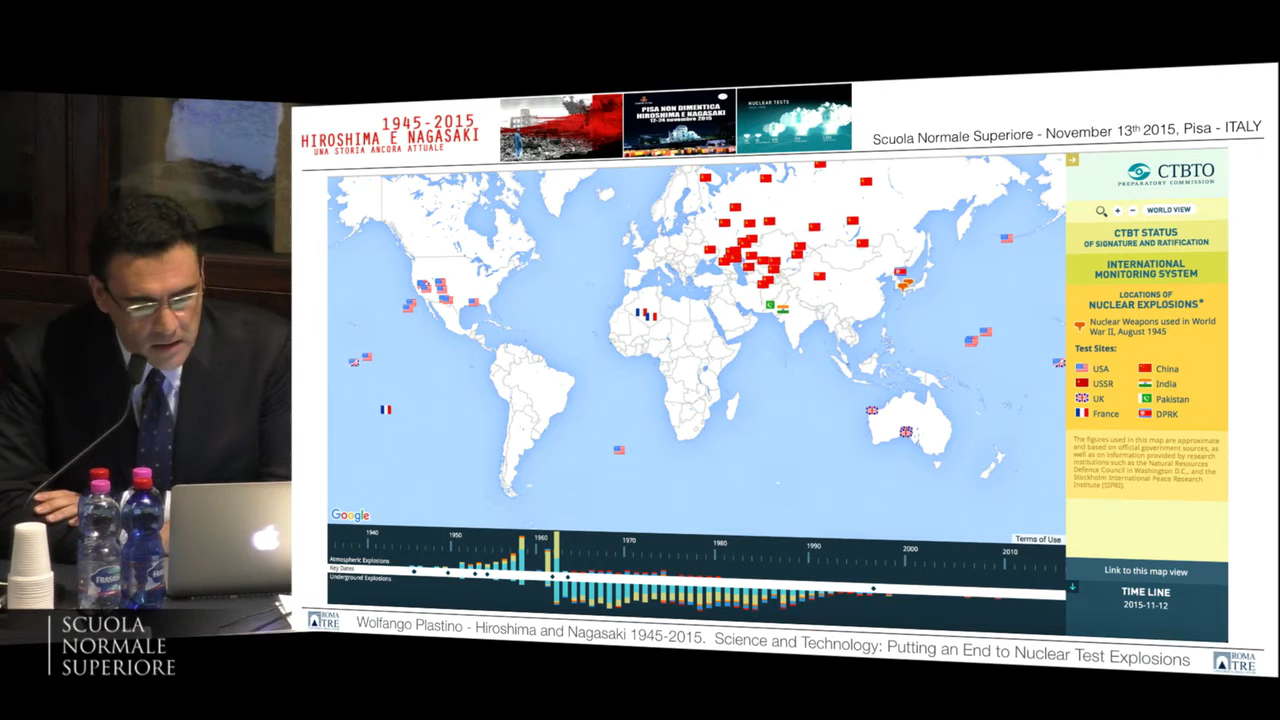 1945-2015
HIROSHIMA E NAGASAKI
UNA STORIA ANCORA ATTUALE
PISA NON DIMENTICA
HIROSHIMA E NAGASAKI
12-24 novembre 2015
NUCLEAR TESTS
Scuola Normale Superiore - November 13th 2015, Pisa - ITALY
CTBTO
PREPARATORY COMMISSION
WORLD VIEW
CTBT STATUS
OF SIGNATURE AND RATIFICATION
INTERNATIONAL
MONITORING SYSTEM
LOCATIONS OF
NUCLEAR EXPLOSIONS*
Nuclear Weapons used in World
War II, August 1945
Test Sites:
USA
China
USSR
India
UK
Pakistan
France
DPRK
The figures used in this map are approximate
and based on official government sources, as
well as on information provided by research
institutions such as the Natural Resources
Defence Council in Washington D.C., and the
Stockholm International Peace Research
Institute (SIPRI)
Google
Terms of Use
1940 1950 1960 1970 1980 1990 2000 2010
Atmospheric Explosions
Key Dates
Underground Explosions
Link to this map view
TIME LINE
2015-11-12
ROMA
TRE
Wolfango Plastino - Hiroshima and Nagasaki 1945-2015. Science and Technology: Putting an End to Nuclear Test Explosions
ROMA
TRE
SCUOLA
NORMALE
SUPERIORE